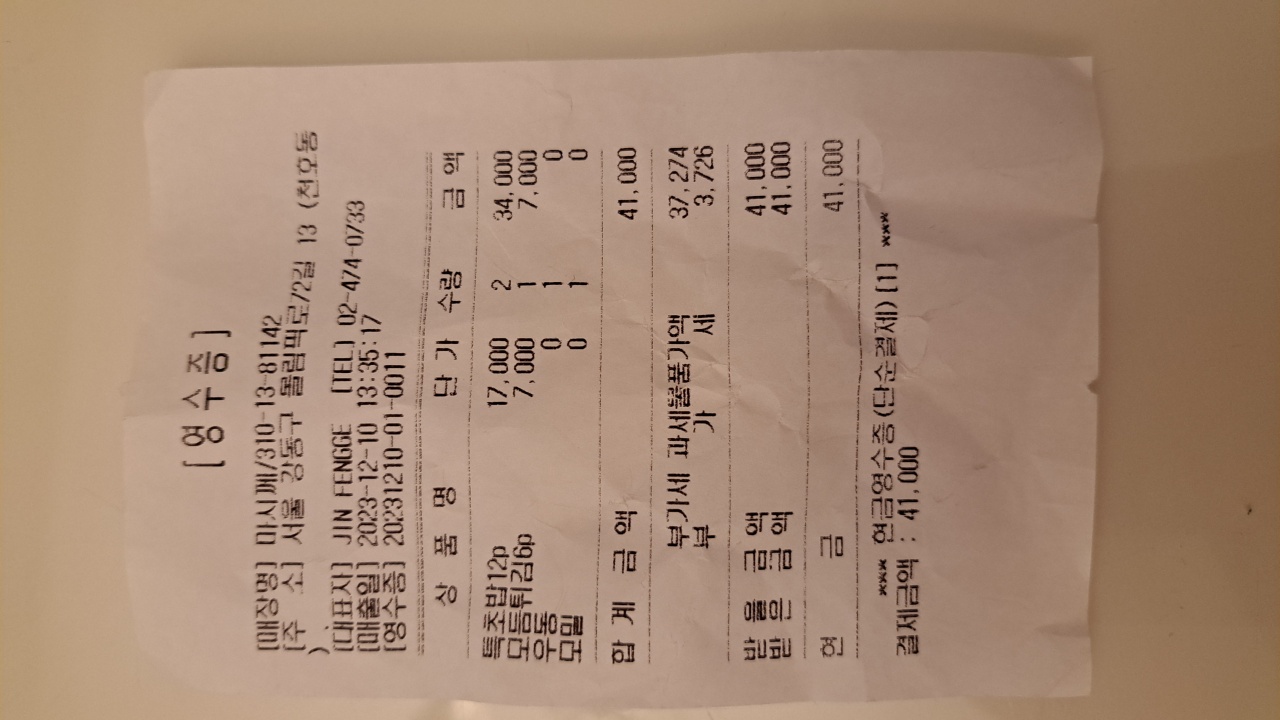 [영수증]
[매장명] 마시께/310-13-81142
[주 소] 서울 강동구 올림픽로72길 13 (천호동
)
[대표자] JIN FENGGE [TEL] 02-474-0733
[매출일] 2023-12-10 13:35:17
[영수증] 20231210-01-0011
상 품 명 단 가 수량 금 액
특초밥12p 17,000 2 34,000
모듬튀김6p 7,000 1 7,000
우동 0 1 0
모밀 0 1 0
합 계 금 액 41,000
부가세 과세물품가액 37,274
부 가 세 3,726
받 을 금 액 41,000
받 은 금 액 41,000
현 금 41,000
*** 현금영수증(단순결제) [1] ***
결제금액 : 41,000